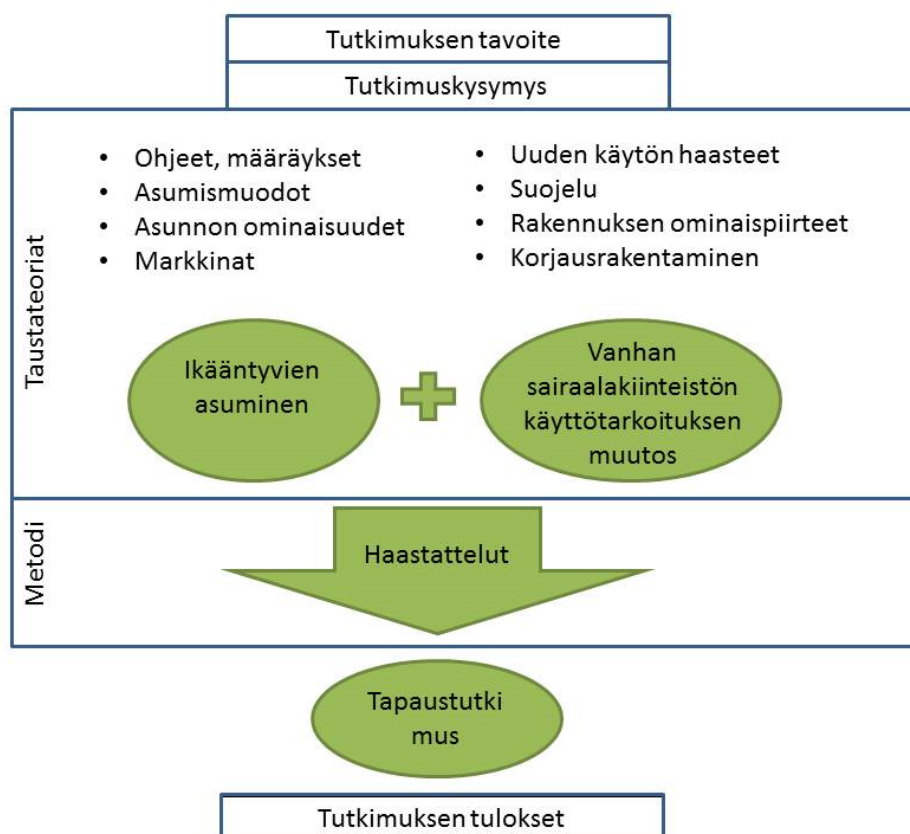 Tutkimuksen tavoite
Tutkimuskysymys
Taustateoriat
• Ohjeet, määräykset
• Asumismuodot
• Asunnon ominaisuudet
• Markkinat
• Uuden käytön haasteet
• Suojelu
• Rakennuksen ominaispiirteet
• Korjausrakentaminen
Ikääntyvien
asuminen
Vanhan
sairaalakiinteistön
käyttötarkoituksen
muutos
Metodi
Haastattelut
Tapaustutki
mus
Tutkimuksen tulokset